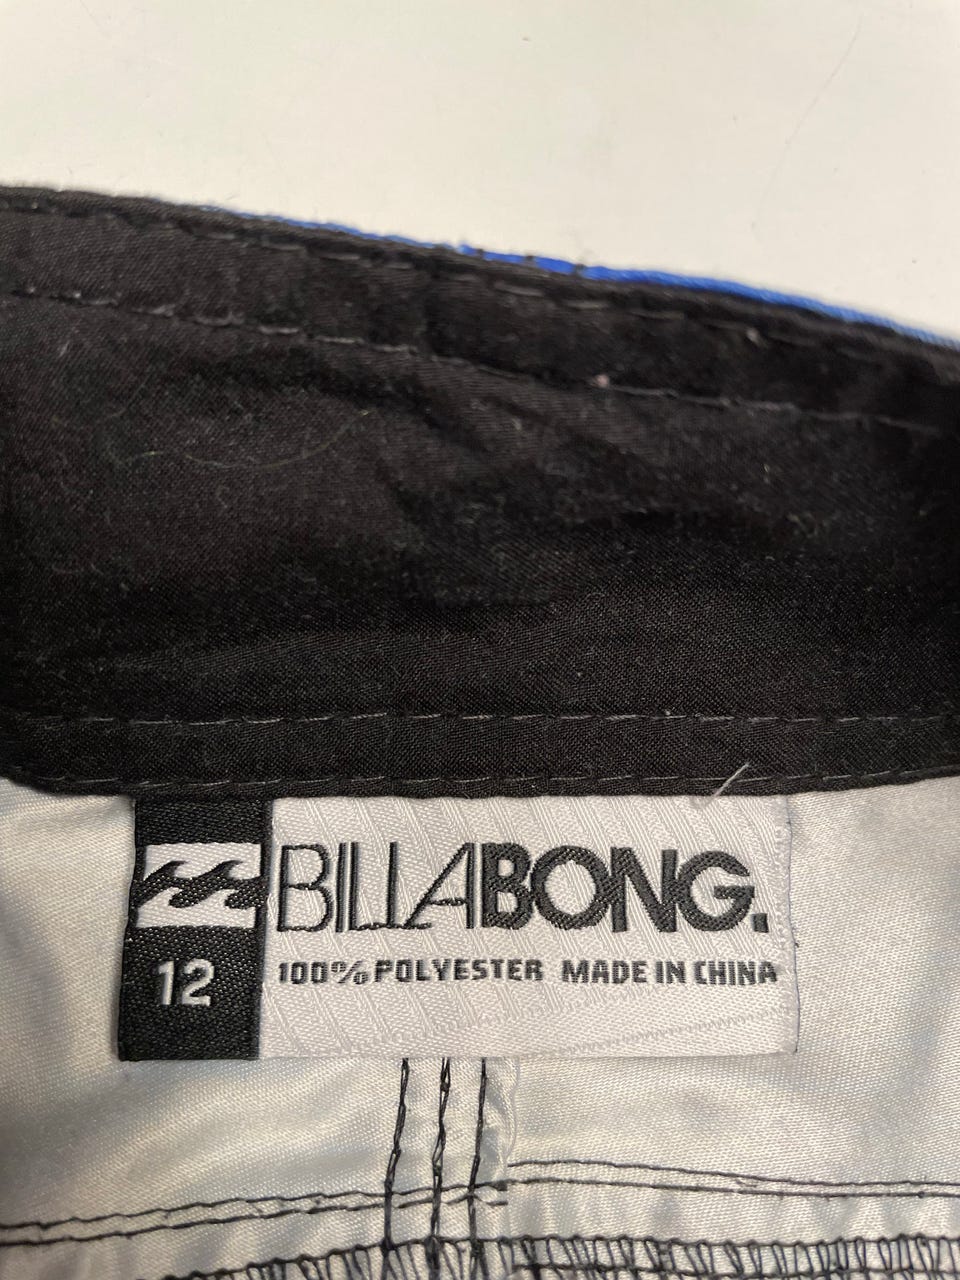 BILLABONG.
12
100% POLYESTER MADE IN CHINA